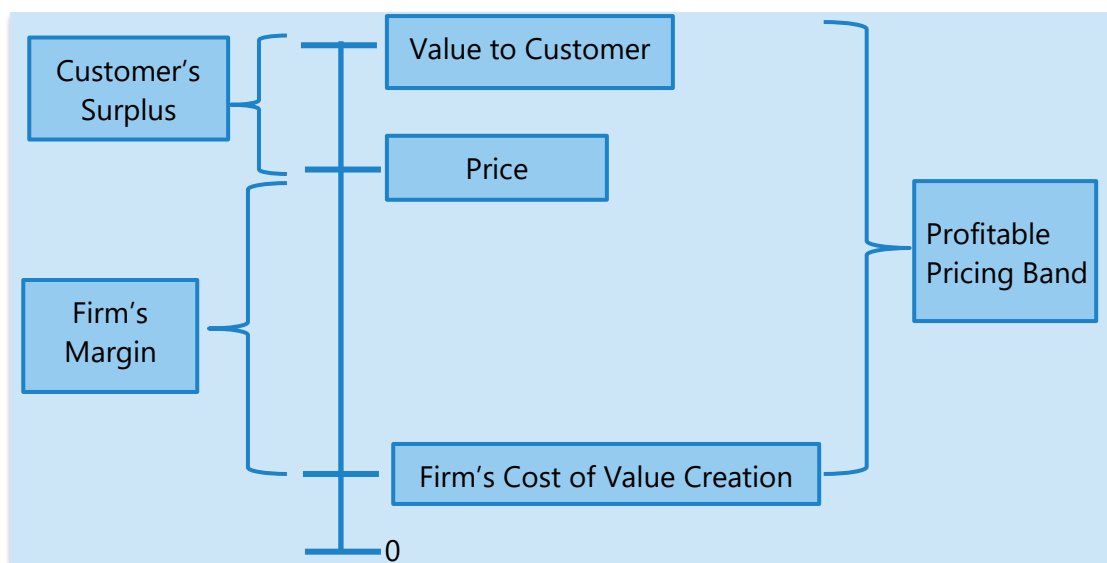 Value to Customer
Customer’s
Surplus
Price
Profitable
Pricing Band
Firm’s
Margin
Firm’s Cost of Value Creation
0